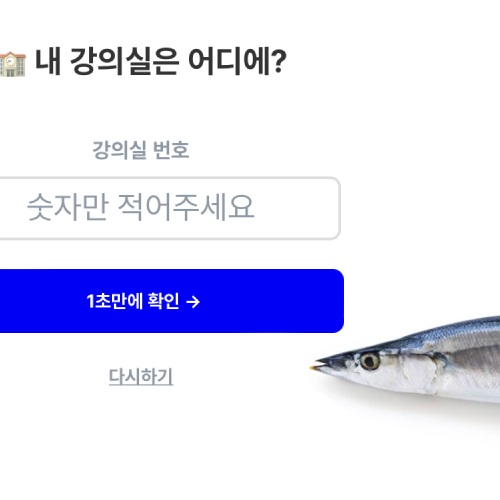 🏫 내 강의실은 어디에?
강의실 번호
숫자만 적어주세요
1초만에 확인 →
다시하기